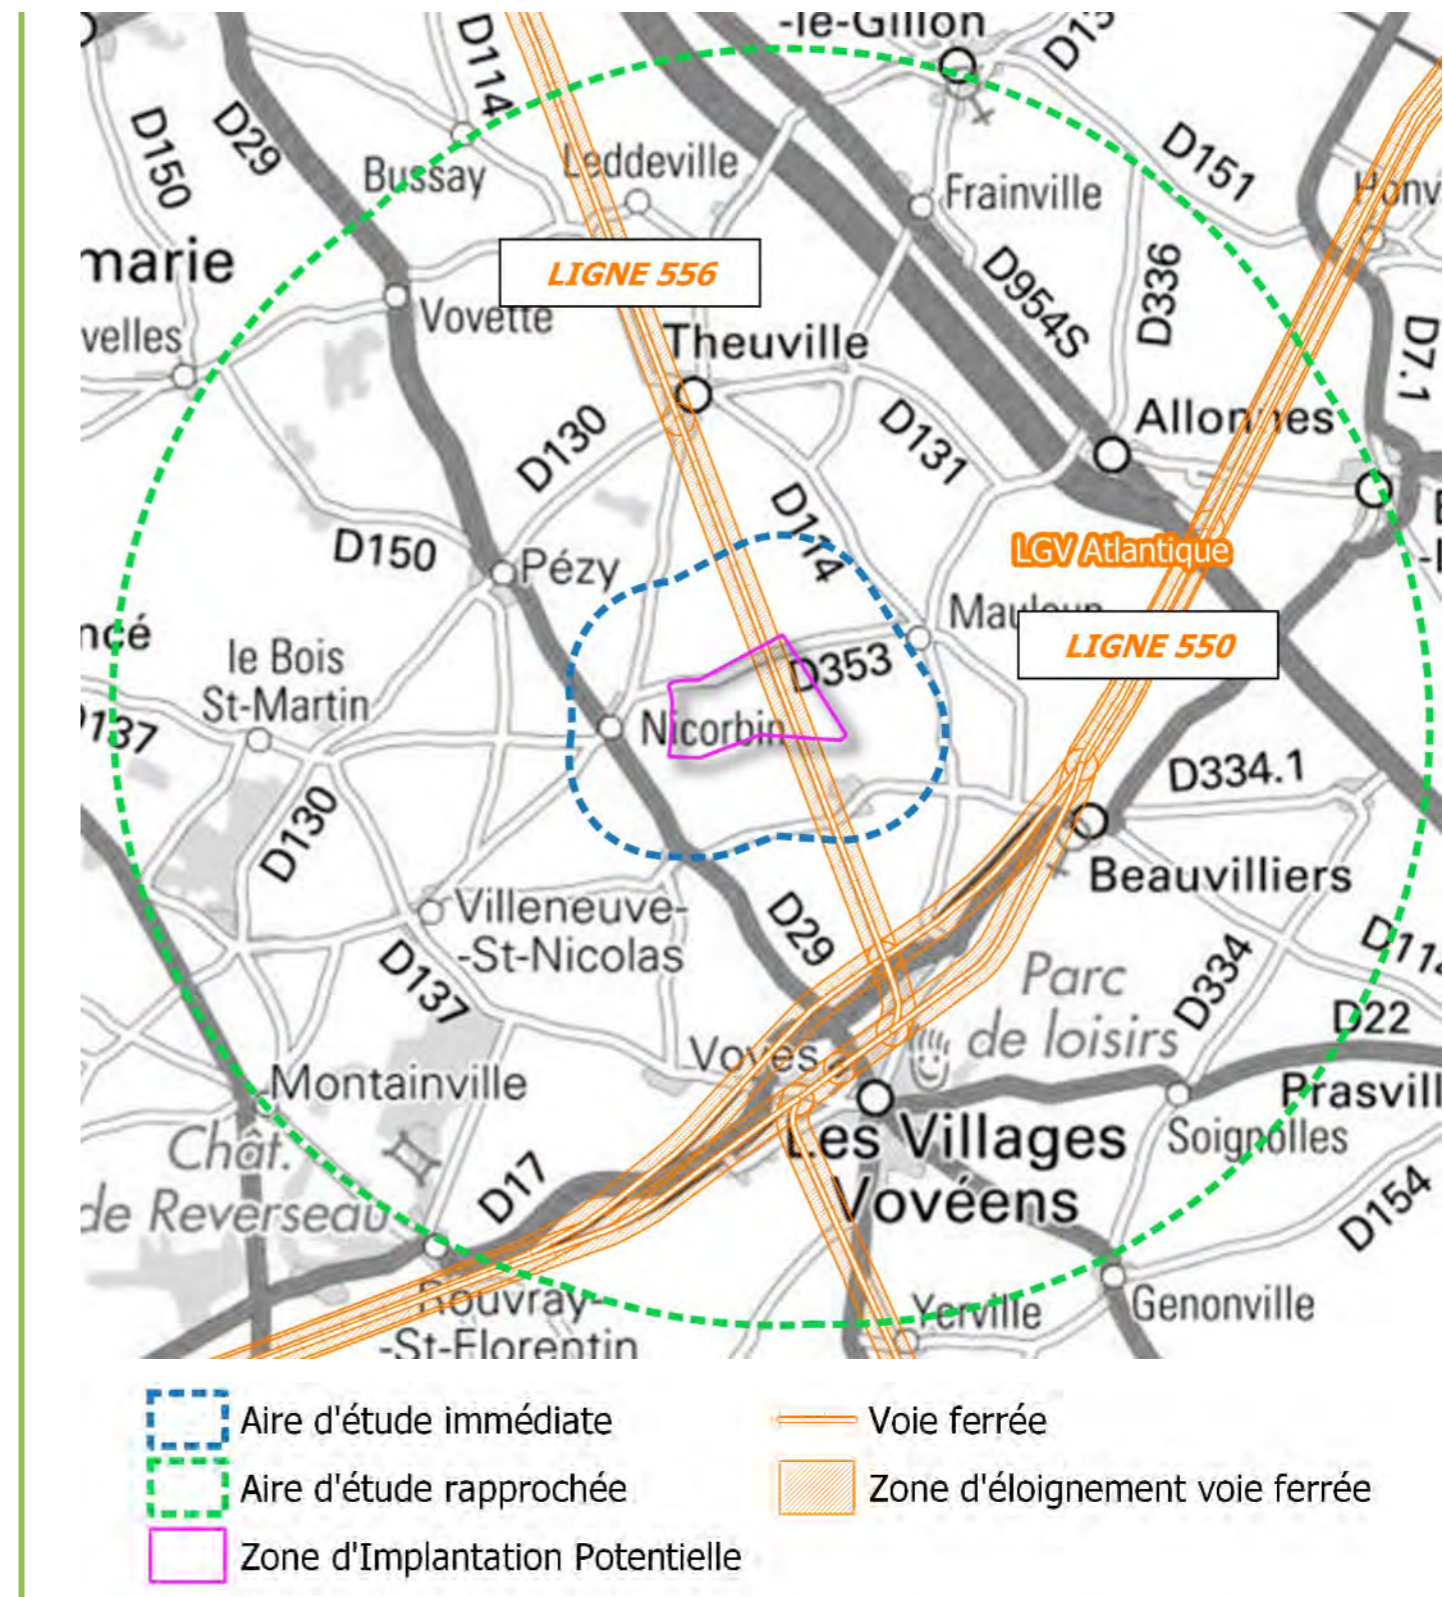 -le-Gillon
D114
D150
D29
Bussay
Leddeville
Frainville
D151
marie
LIGNE 556
D954S
D336
Vovette
velles
Theuville
D7.1
Allonnes
D130
D131
D150
D114
Pézy
LGV Atlantique
ncé
le Bois
St-Martin
LIGNE 550
D353
Nicorbin
D334.1
D130
Beauvilliers
Villeneuve-
-St-Nicolas
D29
D137
Parc
de loisirs
D334
D22
Voves
Montainville
Prasvill
Les Villages
Vovéens
Soignolles
Chât.
de Reverseau
D17
D154
Rouvray-
-St-Florentin
Yerville
Genonville
Aire d'étude immédiate
Voie ferrée
Aire d'étude rapprochée
Zone d'éloignement voie ferrée
Zone d'Implantation Potentielle